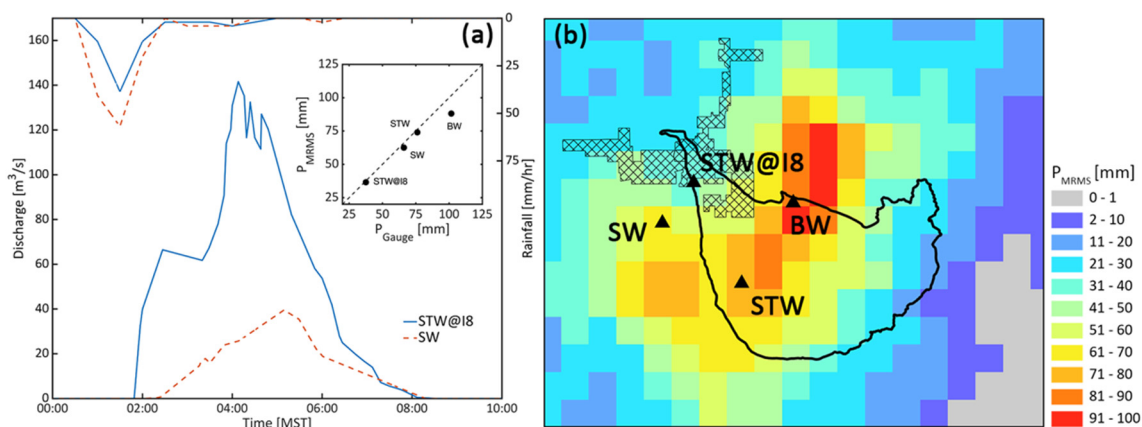 (a)
160
140
120
100
80
60
40
20
0
Discharge [m³/s]
00:00
02:00
04:00
06:00
08:00
10:00
Time [MST]
0
25
50
75
Rainfall [mm/hr]
STW@I8
SW
125
100
75
50
25
P_MRMS [mm]
25
50
75
100
125
P_Gauge [mm]
STW
BW
SW
STW@I8
(b)
STW@I8
SW
BW
STW
P_MRMS [mm]
0 - 1
2 - 10
11 - 20
21 - 30
31 - 40
41 - 50
51 - 60
61 - 70
71 - 80
81 - 90
91 - 100